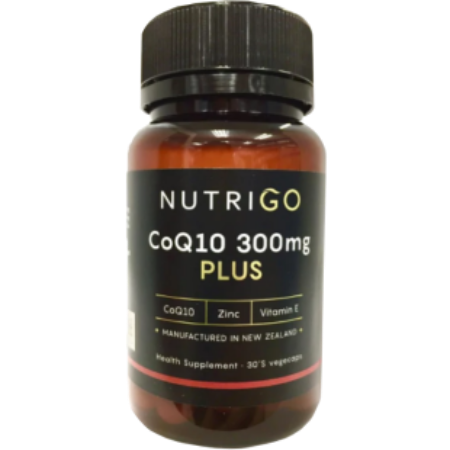 NUTRIGO
CoQ10 300mg
PLUS
CoQ10 Zinc Vitamin E
MANUFACTURED IN NEW ZEALAND
Health Supplement · 30'S vegecaps